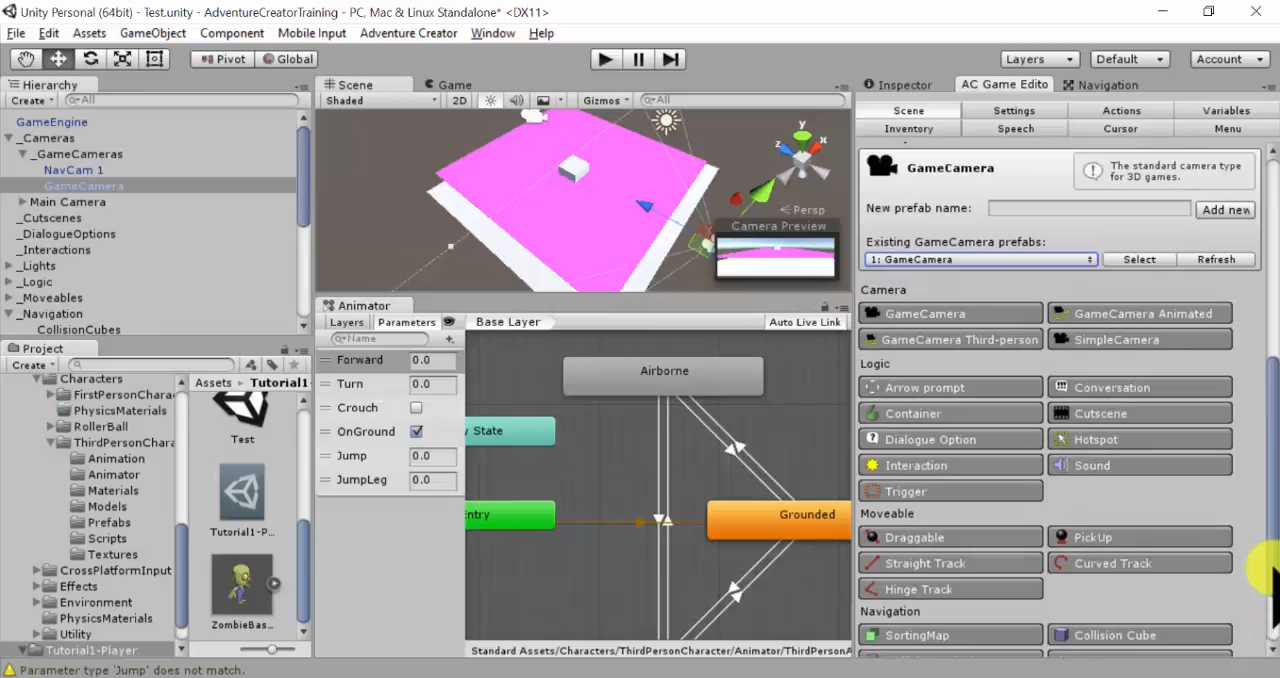 Unity Personal (64bit) - Test.unity - AdventureCreatorTraining - PC, Mac & Linux Standalone* <DX11>
File Edit Assets GameObject Component Mobile Input Adventure Creator Window Help
Pivot Global Layers Default Account
Hierarchy
Create All
GameEngine
_Cameras
_GameCameras
NavCam 1
GameCamera
Main Camera
_Cutscenes
_DialogueOptions
_Interactions
_Lights
_Logic
_Moveables
_Navigation
CollisionCubes
Project
Create
Characters
FirstPersonChara
PhysicsMaterials
RollerBall
ThirdPersonChara
Animation
Animator
Materials
Models
Prefabs
Scripts
Textures
CrossPlatformInput
Effects
Environment
PhysicsMaterials
Utility
Tutorial1-Player
Assets Tutorial1
Test
Tutorial1-P...
ZombieBas...
Scene Game
Shaded 2D Gizmos All
y
z x
Persp
Camera Preview
Animator
Layers Parameters Base Layer Auto Live Link
Name
Forward 0.0
Turn 0.0
Crouch
OnGround
Jump 0.0
JumpLeg 0.0
Airborne
y State
Entry
Grounded
Standard Assets/Characters/ThirdPersonCharacter/Animator/ThirdPersonA
Inspector AC Game Edito Navigation
Scene Settings Actions Variables
Inventory Speech Cursor Menu
GameCamera
The standard camera type
for 3D games.
New prefab name: Add new
Existing GameCamera prefabs:
1: GameCamera Select Refresh
Camera
GameCamera GameCamera Animated
GameCamera Third-person SimpleCamera
Logic
Arrow prompt Conversation
Container Cutscene
Dialogue Option Hotspot
Interaction Sound
Trigger
Moveable
Draggable PickUp
Straight Track Curved Track
Hinge Track
Navigation
SortingMap Collision Cube
Parameter type 'Jump' does not match.